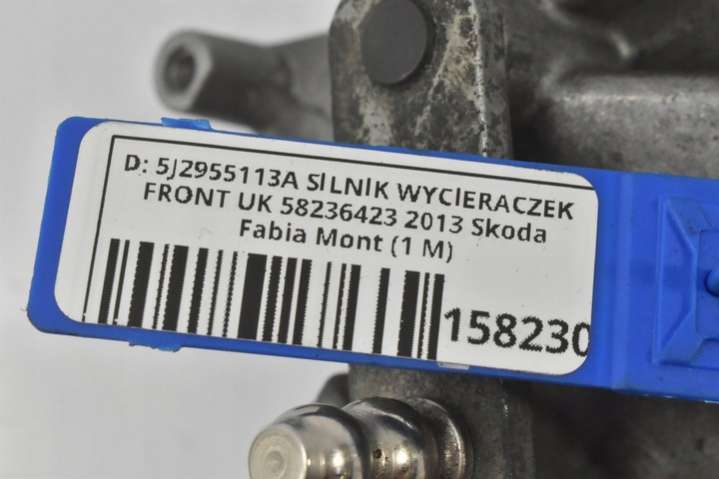 D: 5J2955113A SILNIK WYCIERACZEK
FRONT UK 58236423 2013 Skoda
Fabia Mont (1 M)
158230